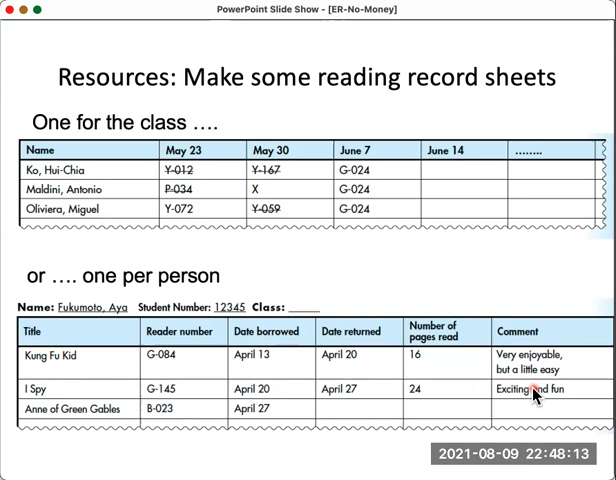 PowerPoint Slide Show - [ER-No-Money]
Resources: Make some reading record sheets
One for the class ….
Name May 23 May 30 June 7 June 14 ........
Ko, Hui-Chia Y-012 Y-167 G-024
Maldini, Antonio P-034 X G-024
Oliviera, Miguel Y-072 Y-059 G-024
or …. one per person
Name: Fukumoto, Aya Student Number: 12345 Class: _____
Title Reader number Date borrowed Date returned Number of pages read Comment
Kung Fu Kid G-084 April 13 April 20 16 Very enjoyable,
but a little easy
I Spy G-145 April 20 April 27 24 Exciting and fun
Anne of Green Gables B-023 April 27
2021-08-09 22:48:13